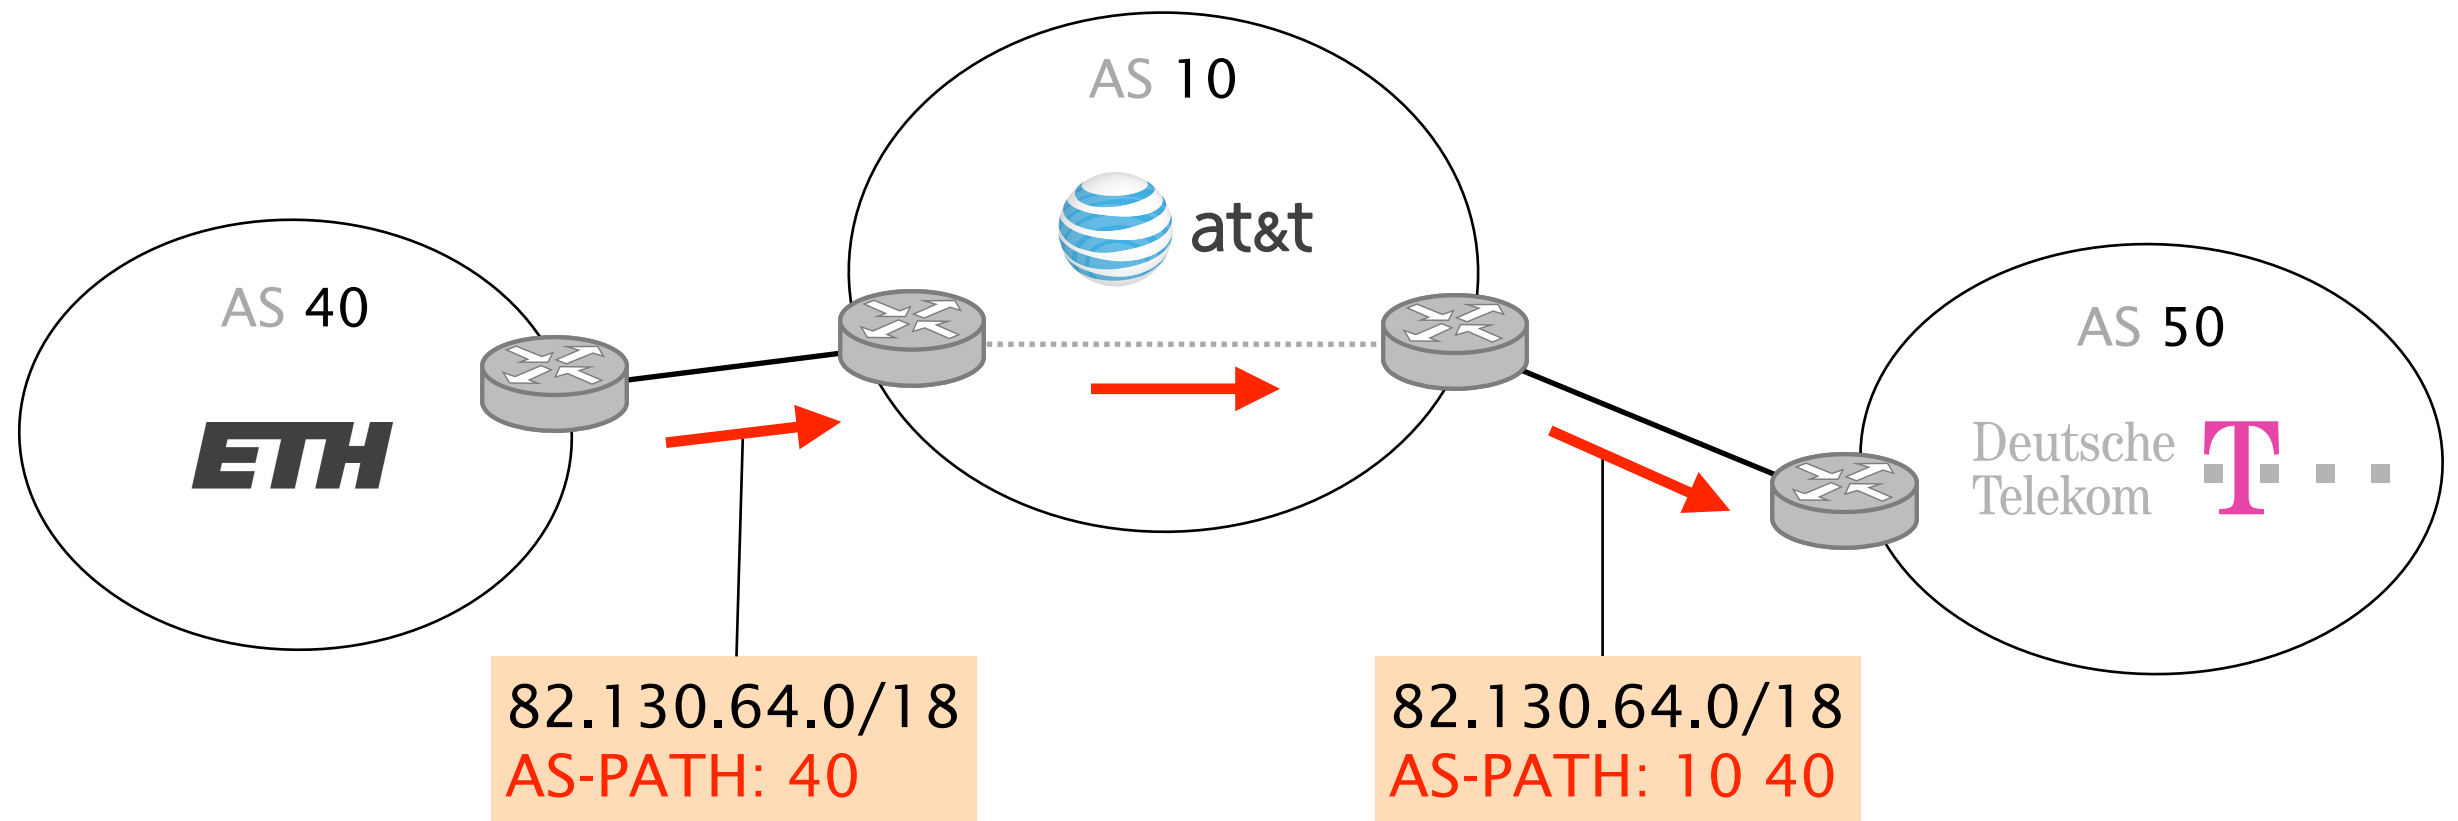 AS 10
at&t
AS 40
ETH
AS 50
Deutsche
Telekom
T
82.130.64.0/18
AS-PATH: 40
82.130.64.0/18
AS-PATH: 10 40